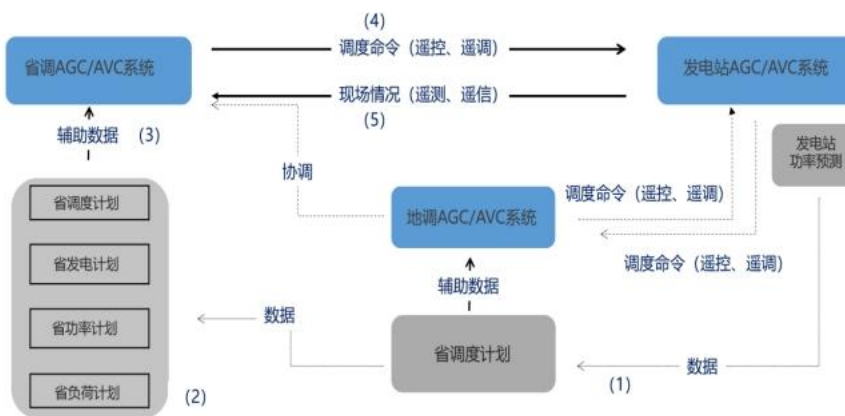 (4)
调度命令（遥控、遥调）
省调AGC/AVC系统
发电站AGC/AVC系统
现场情况（遥测、遥信）
(5)
辅助数据
(3)
发电站
功率预测
协调
省调度计划
调度命令（遥控、遥调）
地调AGC/AVC系统
省发电计划
调度命令（遥控、遥调）
辅助数据
数据
省功率计划
省调度计划
数据
(1)
省负荷计划
(2)